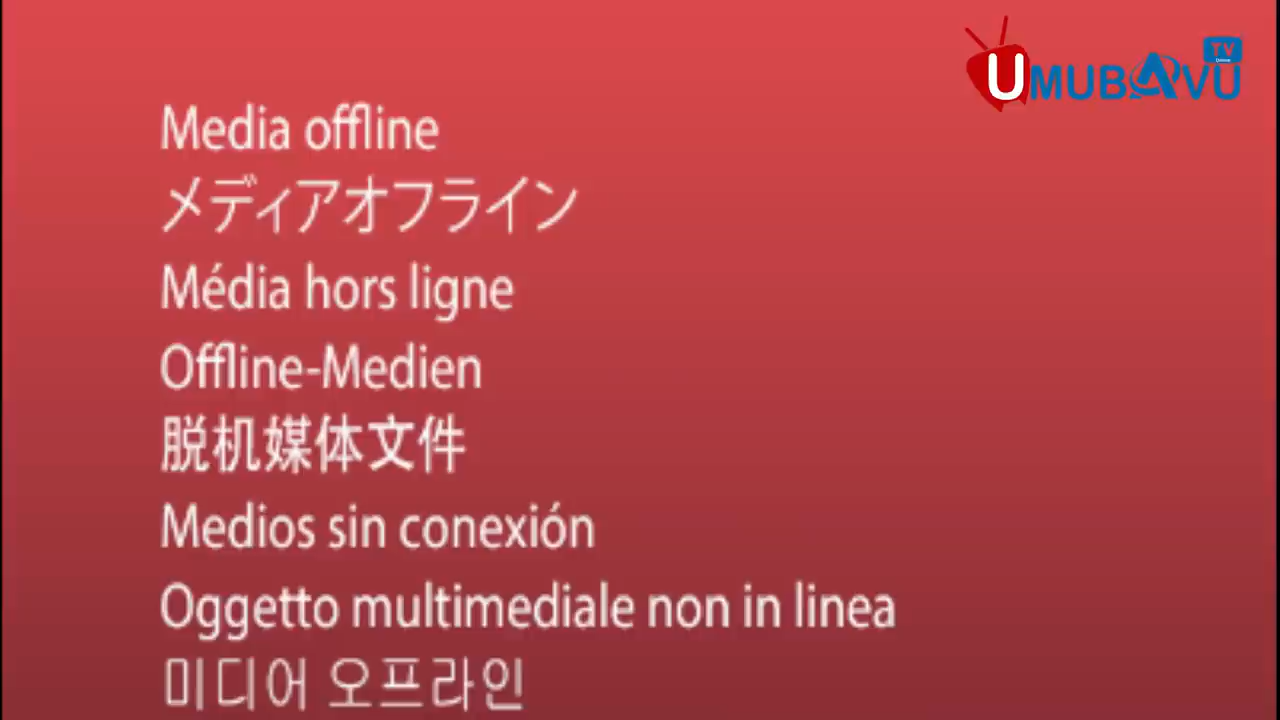 UMUBAVU TV
Online
Media offline
メディアオフライン
Média hors ligne
Offline-Medien
脱机媒体文件
Medios sin conexión
Oggetto multimediale non in linea
미디어 오프라인